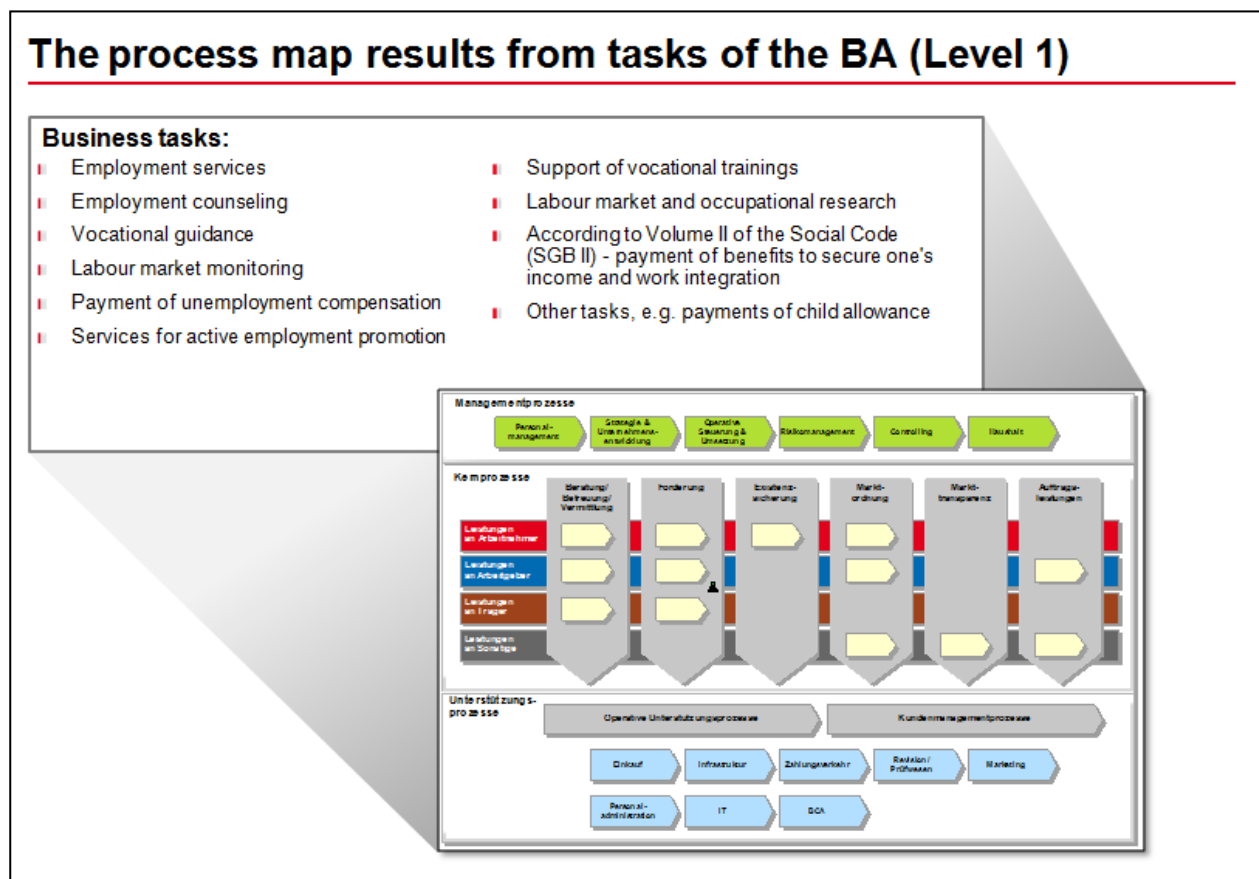 The process map results from tasks of the BA (Level 1)
Business tasks:
Employment services
Employment counseling
Vocational guidance
Labour market monitoring
Payment of unemployment compensation
Services for active employment promotion
Support of vocational trainings
Labour market and occupational research
According to Volume II of the Social Code
(SGB II) - payment of benefits to secure one's
income and work integration
Other tasks, e.g. payments of child allowance
Managementprozesse
Personal-
management
Strategie &
Unternehmens-
entwicklung
Operative
Steuerung &
Umsetzung
Risikomanagement
Controlling
Haushalt
Kernprozesse
Beratung/
Betreuung/
Vermittlung
Förderung
Existenz-
sicherung
Markt-
ordnung
Markt-
transparenz
Auftrags-
leistungen
Leistungen
an Arbeitnehmer
Leistungen
an Arbeitgeber
Leistungen
an Träger
Leistungen
an Sonstige
Unterstützungs-
prozesse
Operative Unterstützungsprozesse
Kundenmanagementprozesse
Einkauf
Infrastruktur
Zahlungsverkehr
Revision /
Prüfwesen
Marketing
Personal-
administration
IT